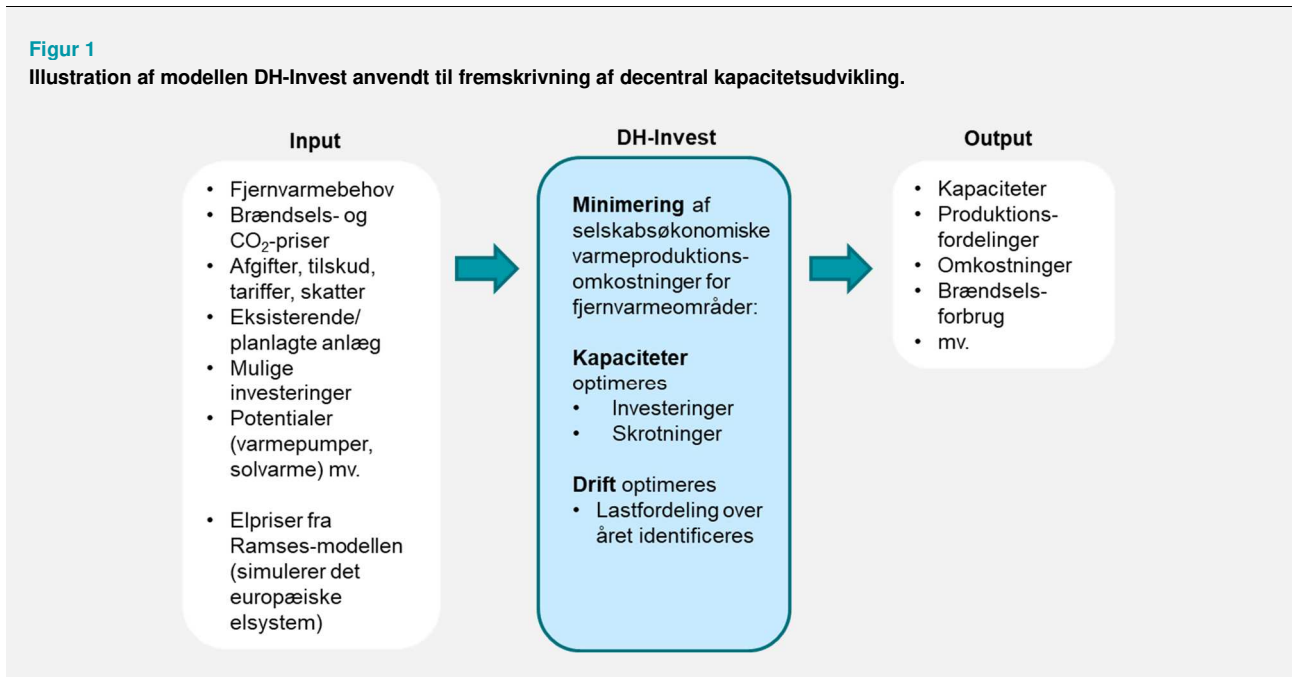 Figur 1
Illustration af modellen DH-Invest anvendt til fremskrivning af decentral kapacitetsudvikling.
Input
• Fjernvarmebehov
• Brændsels- og
CO₂-priser
• Afgifter, tilskud,
tariffer, skatter
• Eksisterende/
planlagte anlæg
• Mulige
investeringer
• Potentialer
(varmepumper,
solvarme) mv.
• Elpriser fra
Ramses-modellen
(simulerer det
europæiske
elsystem)
DH-Invest
Minimering af
selskabsøkonomiske
varmeproduktions-
omkostninger for
fjernvarmeområder:
Kapaciteter
optimeres
• Investeringer
• Skrotninger
Drift optimeres
• Lastfordeling over
året identificeres
Output
• Kapaciteter
• Produktions-
fordelinger
• Omkostninger
• Brændsels-
forbrug
• mv.